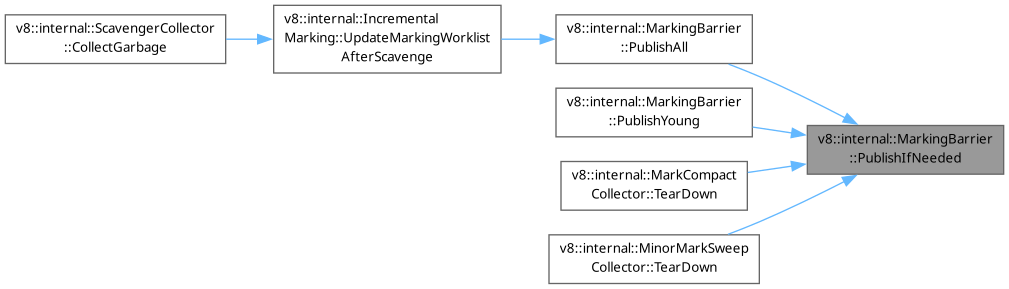 v8::internal::ScavengerCollector
::CollectGarbage
v8::internal::Incremental
Marking::UpdateMarkingWorklist
AfterScavenge
v8::internal::MarkingBarrier
::PublishAll
v8::internal::MarkingBarrier
::PublishYoung
v8::internal::MarkCompact
Collector::TearDown
v8::internal::MinorMarkSweep
Collector::TearDown
v8::internal::MarkingBarrier
::PublishIfNeeded